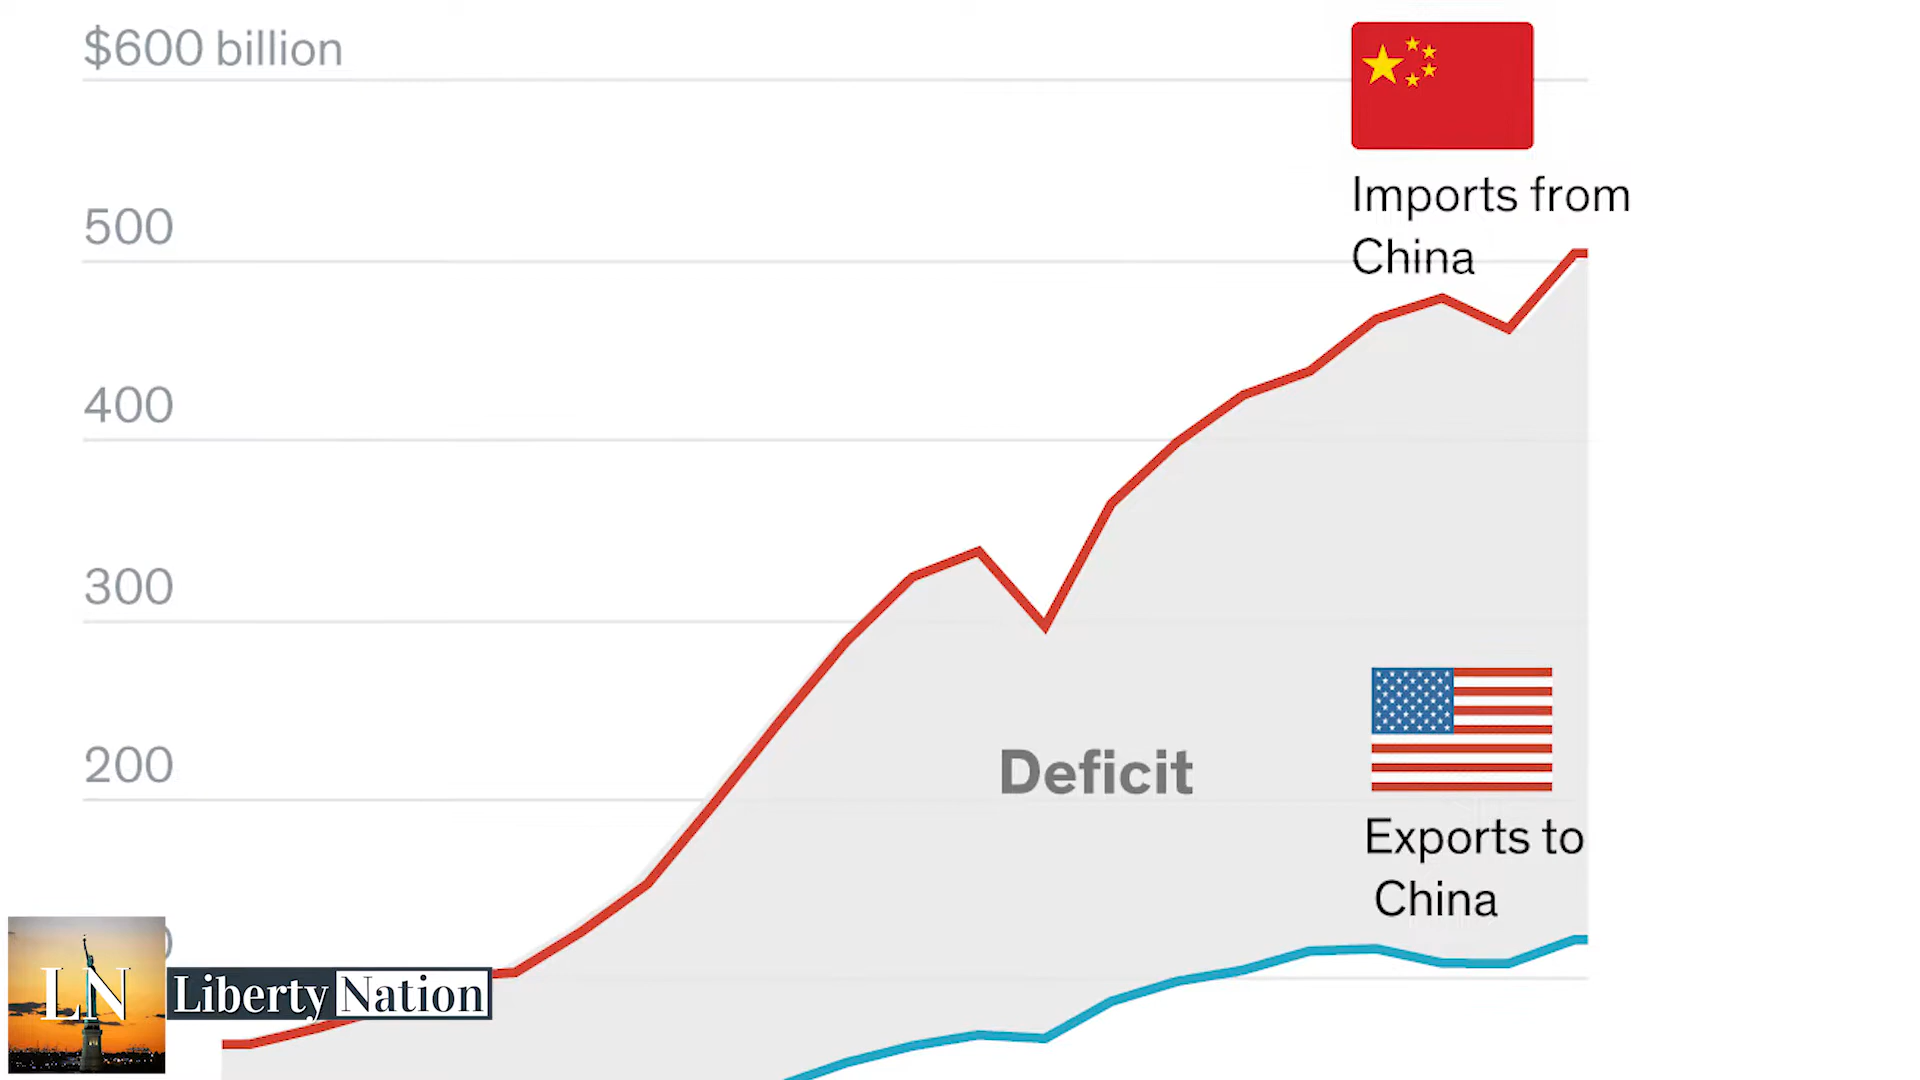 $600 billion
Imports from
China
500
400
300
200
Deficit
Exports to
China
LN
Liberty Nation